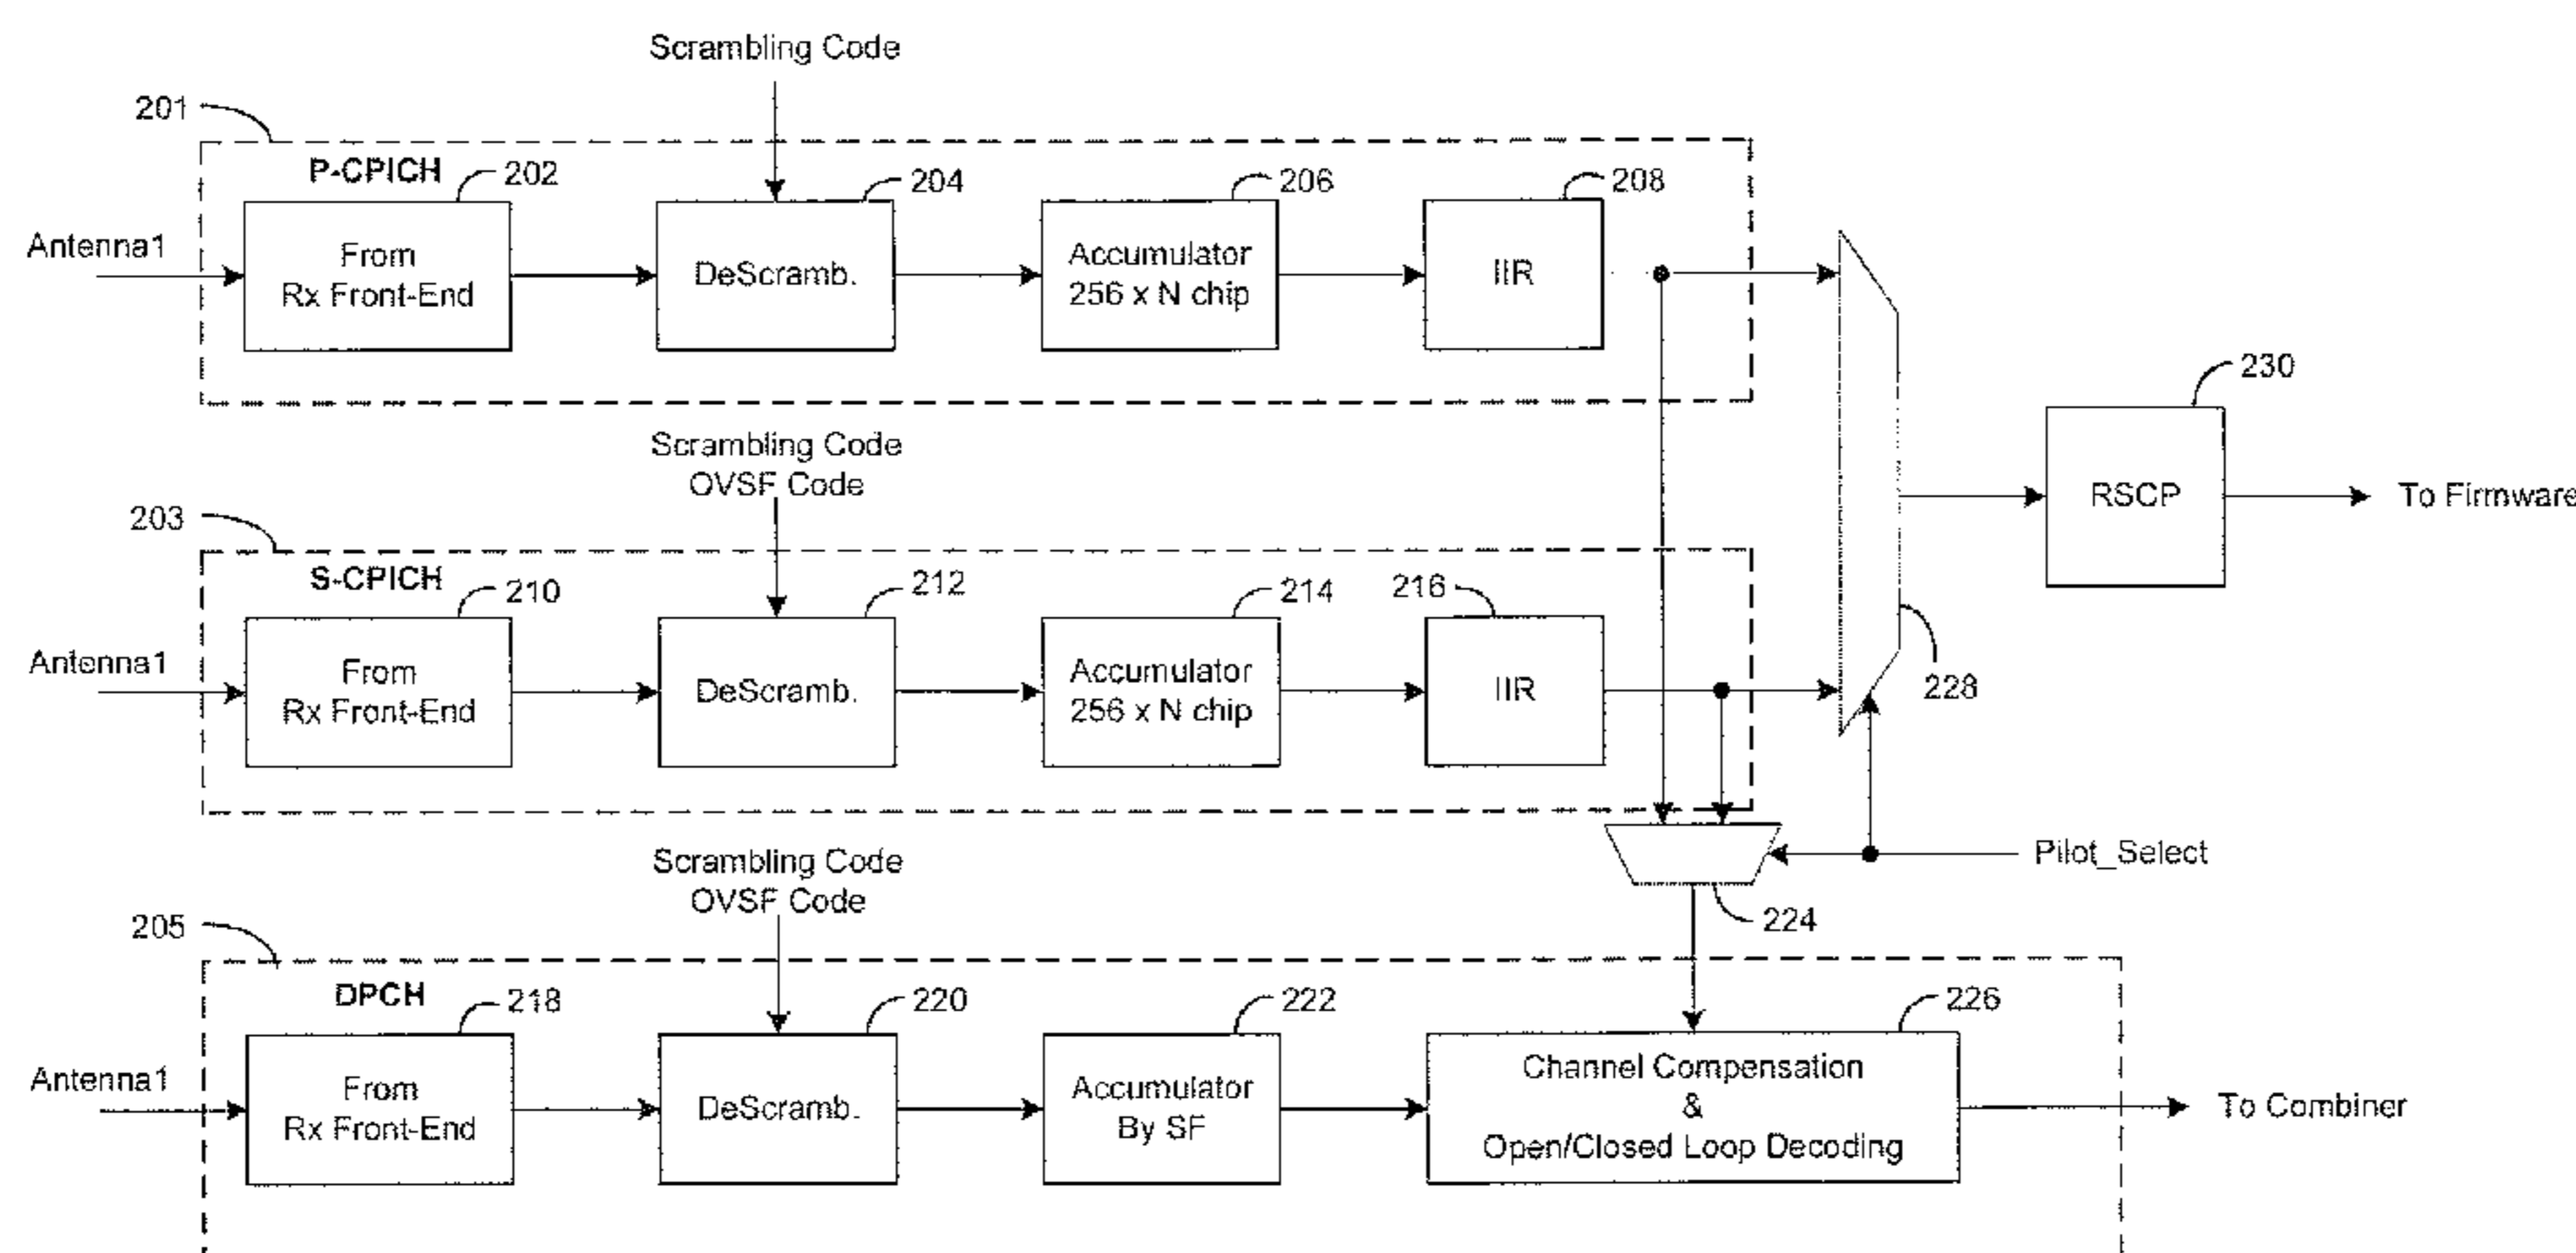 Scrambling Code
201
P-CPICH
202
204
206
208
Antenna1
From
Rx Front-End
DeScramb.
Accumulator
256 x N chip
IIR
230
RSCP
To Firmware
Scrambling Code
OVSF Code
203
S-CPICH
210
212
214
216
228
Antenna1
From
Rx Front-End
DeScramb.
Accumulator
256 x N chip
IIR
Pilot_Select
224
Scrambling Code
OVSF Code
205
DPCH
218
220
222
226
Antenna1
From
Rx Front-End
DeScramb.
Accumulator
By SF
Channel Compensation
&
Open/Closed Loop Decoding
To Combiner